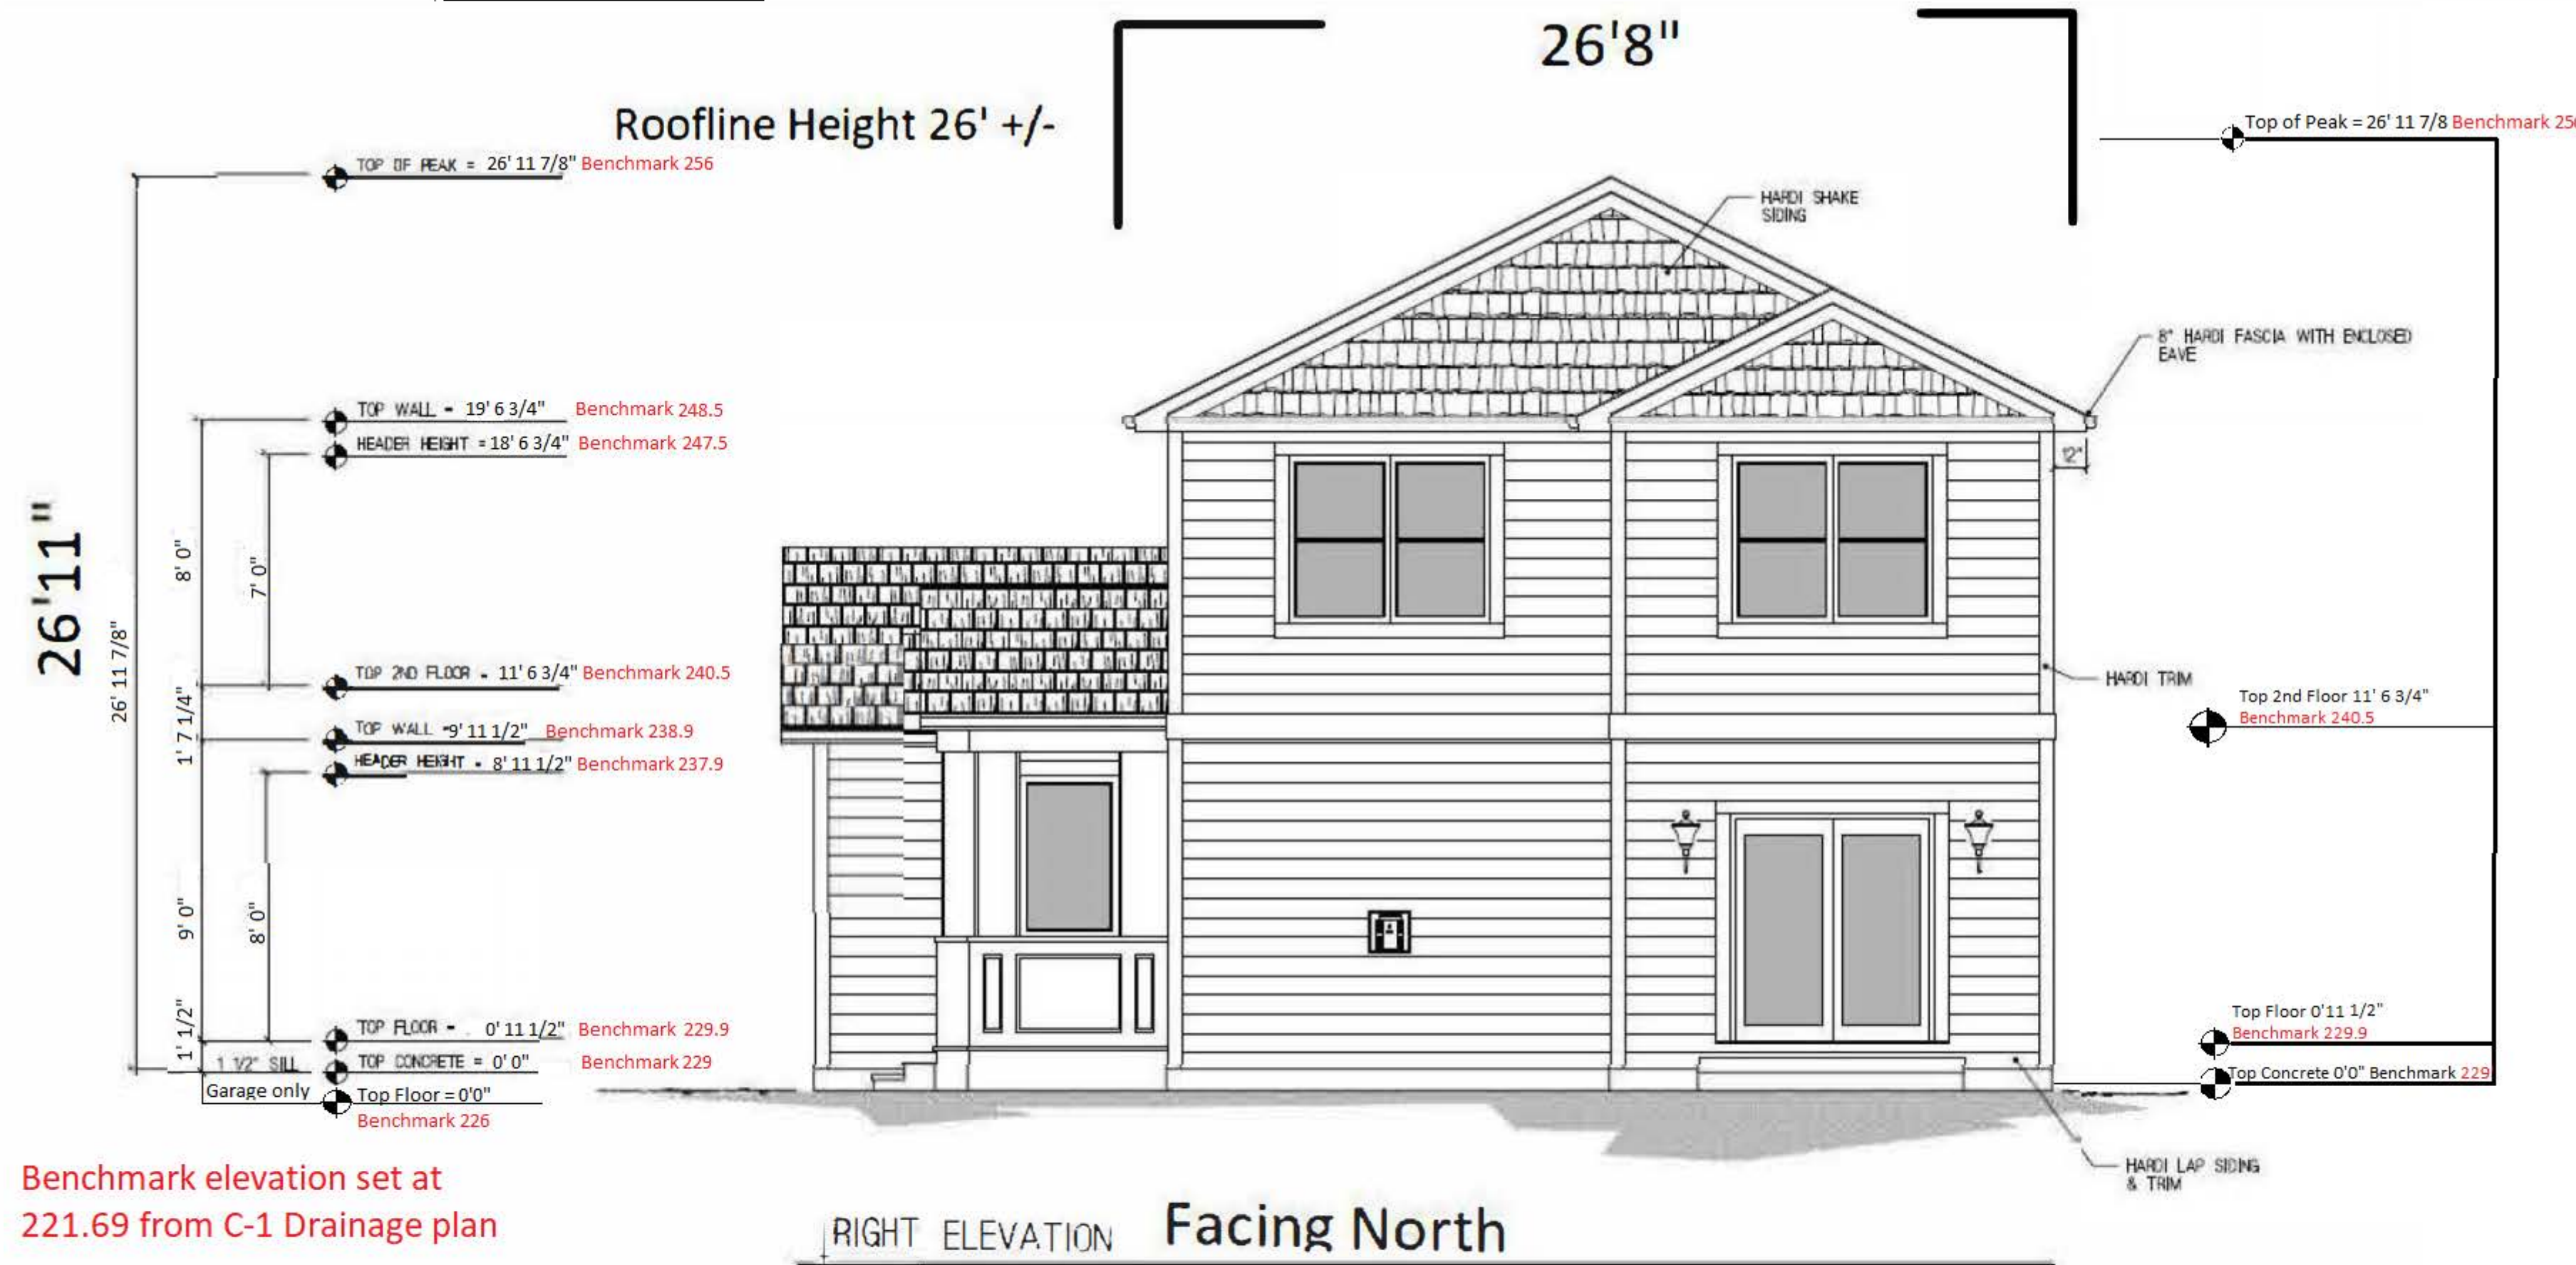 26'8"
Roofline Height 26' +/-
Top of Peak = 26' 11 7/8 Benchmark 256
TOP OF PEAK = 26' 11 7/8" Benchmark 256
HARDI SHAKE
SIDING
8" HARDI FASCIA WITH ENCLOSED
EAVE
TOP WALL = 19' 6 3/4" Benchmark 248.5
HEADER HEIGHT = 18' 6 3/4" Benchmark 247.5
12"
26'11"
26' 11 7/8"
8' 0"
7' 0"
TOP 2ND FLOOR = 11' 6 3/4" Benchmark 240.5
HARDI TRIM
Top 2nd Floor 11' 6 3/4"
Benchmark 240.5
1' 7 1/4"
TOP WALL = 9' 11 1/2" Benchmark 238.9
HEADER HEIGHT = 8' 11 1/2" Benchmark 237.9
9' 0"
8' 0"
1' 1/2"
TOP FLOOR = 0' 11 1/2" Benchmark 229.9
Top Floor 0'11 1/2"
Benchmark 229.9
1 1/2" SILL
TOP CONCRETE = 0' 0" Benchmark 229
Top Concrete 0'0" Benchmark 229
Garage only
Top Floor = 0'0"
Benchmark 226
HARDI LAP SIDING
& TRIM
Benchmark elevation set at
221.69 from C-1 Drainage plan
RIGHT ELEVATION Facing North